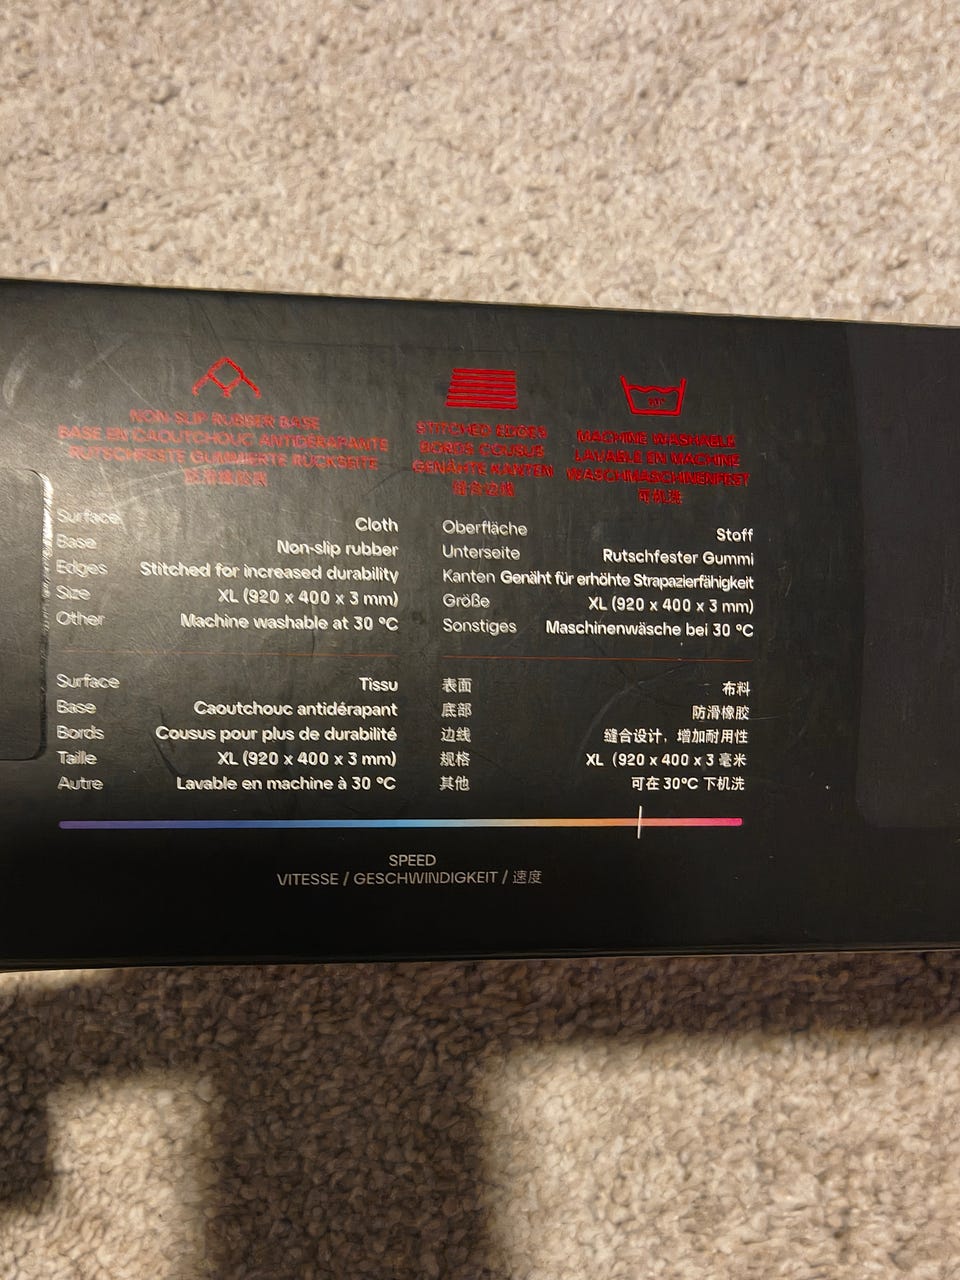 NON-SLIP RUBBER BASE
BASE EN CAOUTCHOUC ANTIDÉRAPANTE
RUTSCHFESTE GUMMIERTE RÜCKSEITE
防滑橡胶底
STITCHED EDGES
BORDS COUSUS
GENÄHTE KANTEN
缝合边线
30°
MACHINE WASHABLE
LAVABLE EN MACHINE
WASCHMASCHINENFEST
可机洗
Surface Cloth
Base Non-slip rubber
Edges Stitched for increased durability
Size XL (920 x 400 x 3 mm)
Other Machine washable at 30 °C
Oberfläche Stoff
Unterseite Rutschfester Gummi
Kanten Genäht für erhöhte Strapazierfähigkeit
Größe XL (920 x 400 x 3 mm)
Sonstiges Maschinenwäsche bei 30 °C
Surface Tissu
Base Caoutchouc antidérapant
Bords Cousus pour plus de durabilité
Taille XL (920 x 400 x 3 mm)
Autre Lavable en machine à 30 °C
表面 布料
底部 防滑橡胶
边线 缝合设计，增加耐用性
规格 XL（920 x 400 x 3 毫米
其他 可在 30°C 下机洗
SPEED
VITESSE / GESCHWINDIGKEIT / 速度